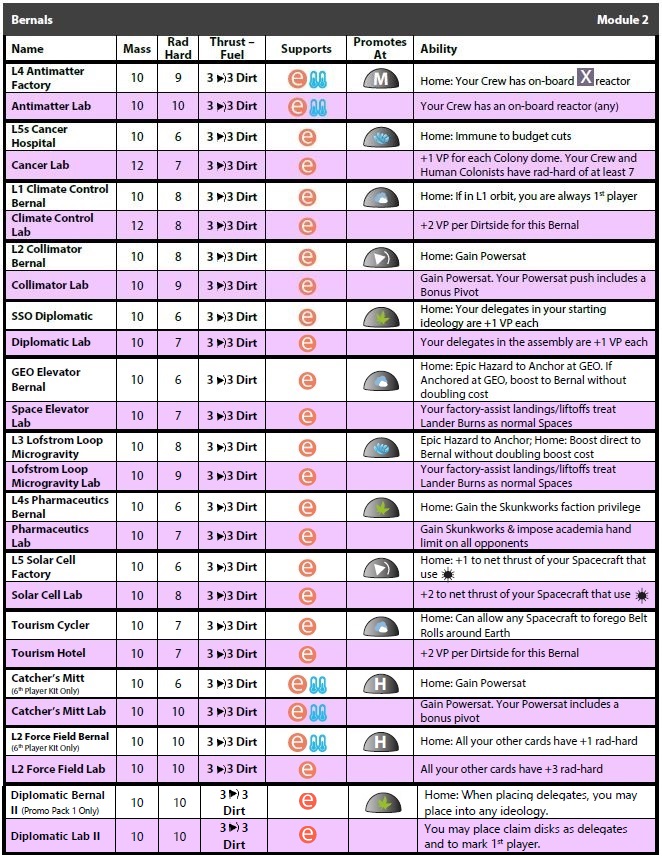 Bernals Module 2
Name Mass Rad Hard Thrust – Fuel Supports Promotes At Ability
L4 Antimatter Factory 10 9 3 ▸)3 Dirt e M Home: Your Crew has on-board X reactor
Antimatter Lab 10 10 3 ▸)3 Dirt e Your Crew has an on-board reactor (any)
L5s Cancer Hospital 10 6 3 ▸)3 Dirt e Home: Immune to budget cuts
Cancer Lab 12 7 3 ▸)3 Dirt e +1 VP for each Colony dome. Your Crew and Human Colonists have rad-hard of at least 7
L1 Climate Control Bernal 10 8 3 ▸)3 Dirt e Home: If in L1 orbit, you are always 1st player
Climate Control Lab 12 8 3 ▸)3 Dirt e +2 VP per Dirtside for this Bernal
L2 Collimator Bernal 10 8 3 ▸)3 Dirt e Home: Gain Powersat
Collimator Lab 10 9 3 ▸)3 Dirt e Gain Powersat. Your Powersat push includes a Bonus Pivot
SSO Diplomatic 10 6 3 ▸)3 Dirt e Home: Your delegates in your starting ideology are +1 VP each
Diplomatic Lab 10 7 3 ▸)3 Dirt e Your delegates in the assembly are +1 VP each
GEO Elevator Bernal 10 6 3 ▸)3 Dirt e Home: Epic Hazard to Anchor at GEO. If Anchored at GEO, boost to Bernal without doubling cost
Space Elevator Lab 10 7 3 ▸)3 Dirt e Your factory-assist landings/liftoffs treat Lander Burns as normal Spaces
L3 Lofstrom Loop Microgravity 10 8 3 ▸)3 Dirt e Epic Hazard to Anchor; Home: Boost direct to Bernal without doubling boost cost
Lofstrom Loop Microgravity Lab 10 9 3 ▸)3 Dirt e Your factory-assist landings/liftoffs treat Lander Burns as normal Spaces
L4s Pharmaceutics Bernal 10 6 3 ▸)3 Dirt e Home: Gain the Skunkworks faction privilege
Pharmaceutics Lab 10 7 3 ▸)3 Dirt e Gain Skunkworks & impose academia hand limit on all opponents
L5 Solar Cell Factory 10 6 3 ▸)3 Dirt e Home: +1 to net thrust of your Spacecraft that use
Solar Cell Lab 10 8 3 ▸)3 Dirt e +2 to net thrust of your Spacecraft that use
Tourism Cycler 10 7 3 ▸)3 Dirt e Home: Can allow any Spacecraft to forego Belt Rolls around Earth
Tourism Hotel 10 7 3 ▸)3 Dirt e +2 VP per Dirtside for this Bernal
Catcher's Mitt (6th Player Kit Only) 10 6 3 ▸)3 Dirt e H Home: Gain Powersat
Catcher's Mitt Lab 10 10 3 ▸)3 Dirt e Gain Powersat. Your Powersat includes a bonus pivot
L2 Force Field Bernal (6th Player Kit Only) 10 10 3 ▸)3 Dirt e H Home: All your other cards have +1 rad-hard
L2 Force Field Lab 10 10 3 ▸)3 Dirt e All your other cards have +3 rad-hard
Diplomatic Bernal II (Promo Pack 1 Only) 10 10 3 ▸) 3 Dirt e Home: When placing delegates, you may place into any ideology.
Diplomatic Lab II 10 10 3 ▸) 3 Dirt e You may place claim disks as delegates and to mark 1st player.